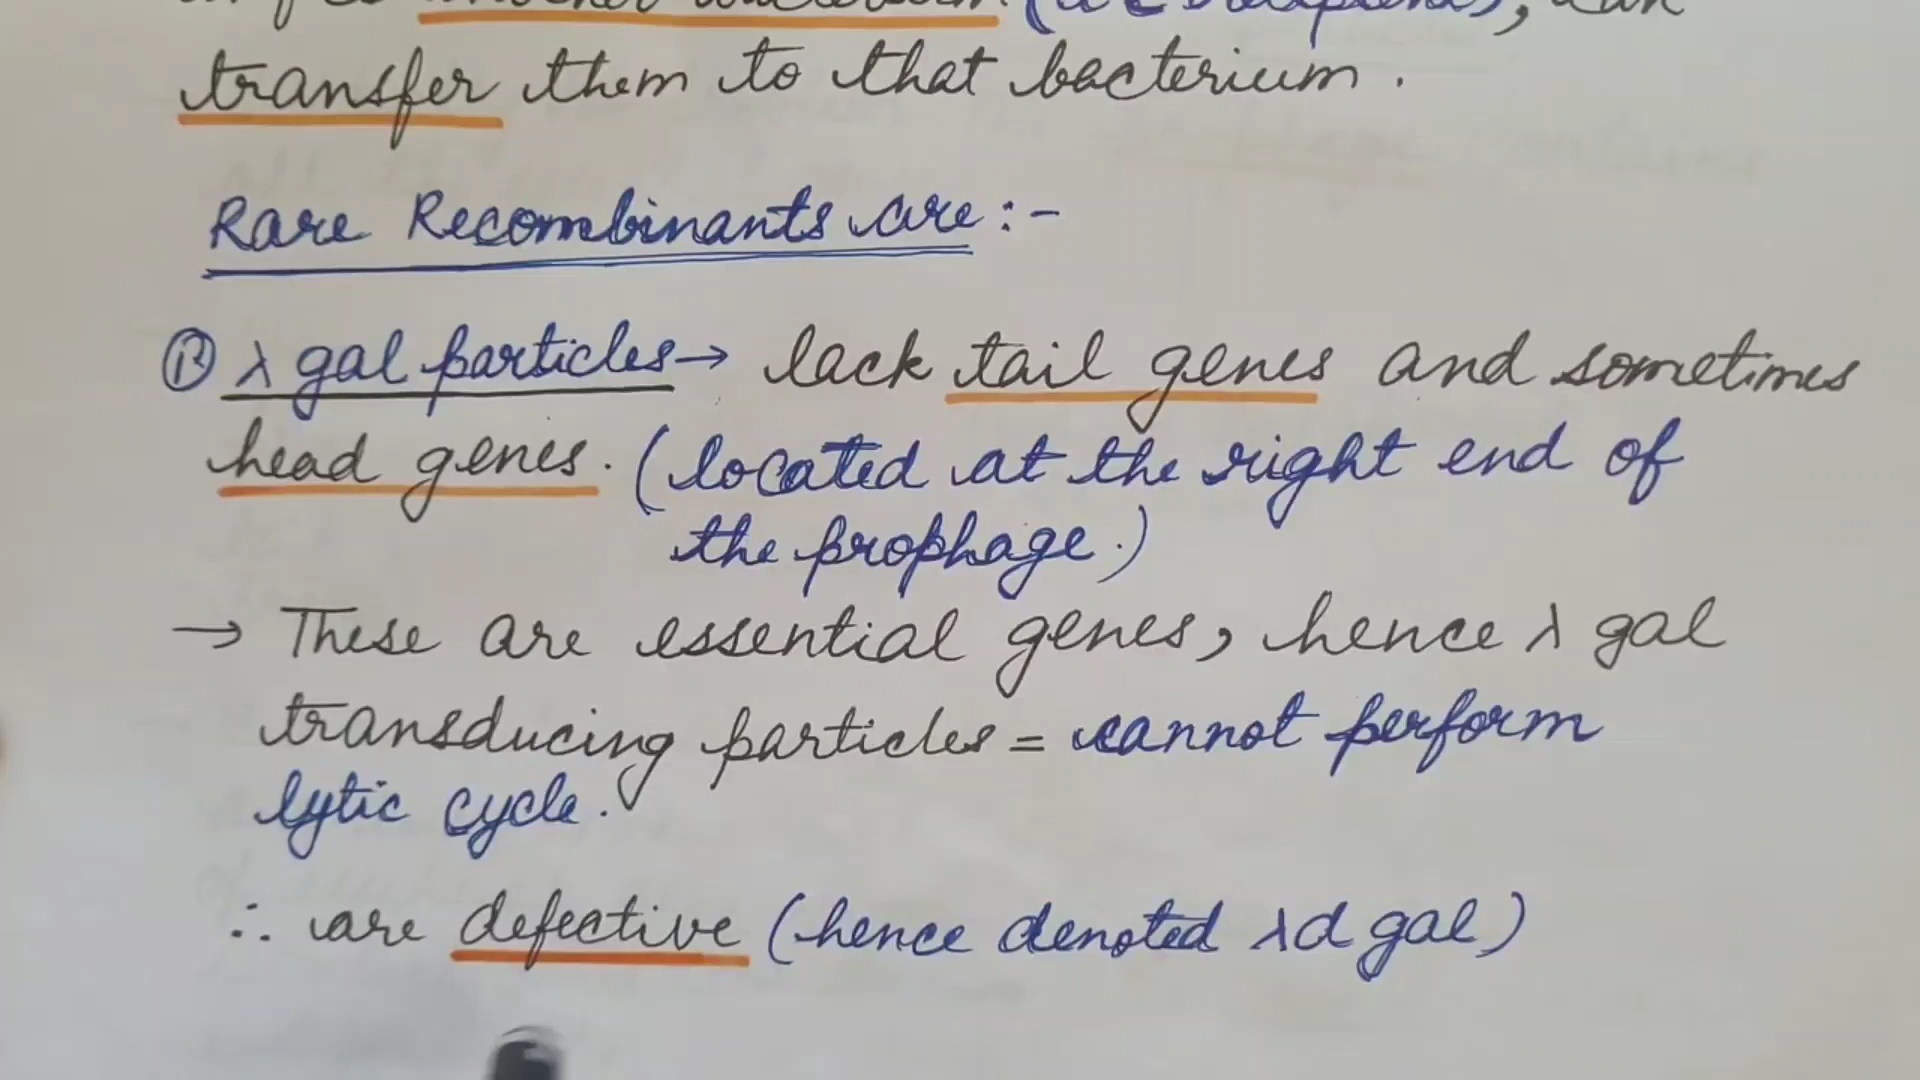 another
transfer them to that bacterium.
Rare Recombinants are :-
① λ gal particles → lack tail genes and sometimes
head genes. (located at the right end of
the prophage.)
→ These are essential genes, hence λ gal
transducing particles = cannot perform
lytic cycle.
∴ are defective (hence denoted λd gal)